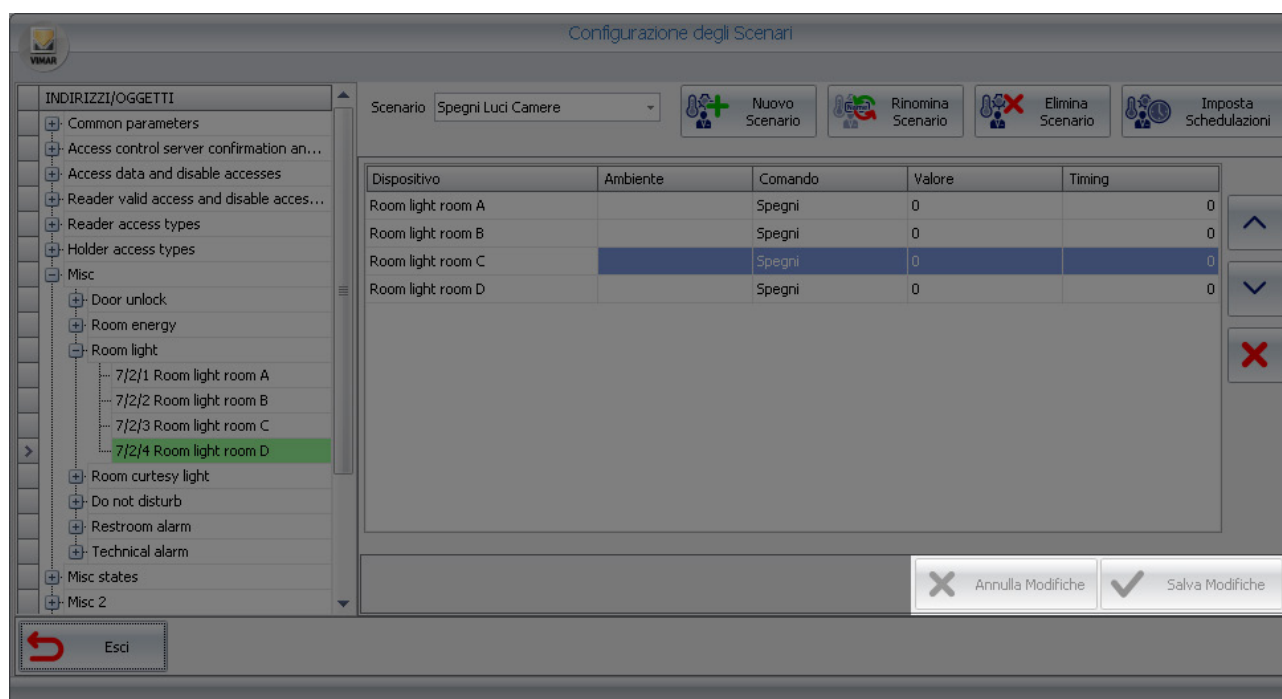 Configurazione degli Scenari
VIMAR
INDIRIZZI/OGGETTI
Common parameters
Access control server confirmation an...
Access data and disable accesses
Reader valid access and disable acces...
Reader access types
Holder access types
Misc
Door unlock
Room energy
Room light
7/2/1 Room light room A
7/2/2 Room light room B
7/2/3 Room light room C
7/2/4 Room light room D
Room curtesy light
Do not disturb
Restroom alarm
Technical alarm
Misc states
Misc 2
Scenario Spegni Luci Camere
Nuovo
Scenario
Rinomina
Scenario
Elimina
Scenario
Imposta
Schedulazioni
Dispositivo Ambiente Comando Valore Timing
Room light room A Spegni 0 0
Room light room B Spegni 0 0
Room light room C Spegni 0 0
Room light room D Spegni 0 0
Annulla Modifiche Salva Modifiche
Esci